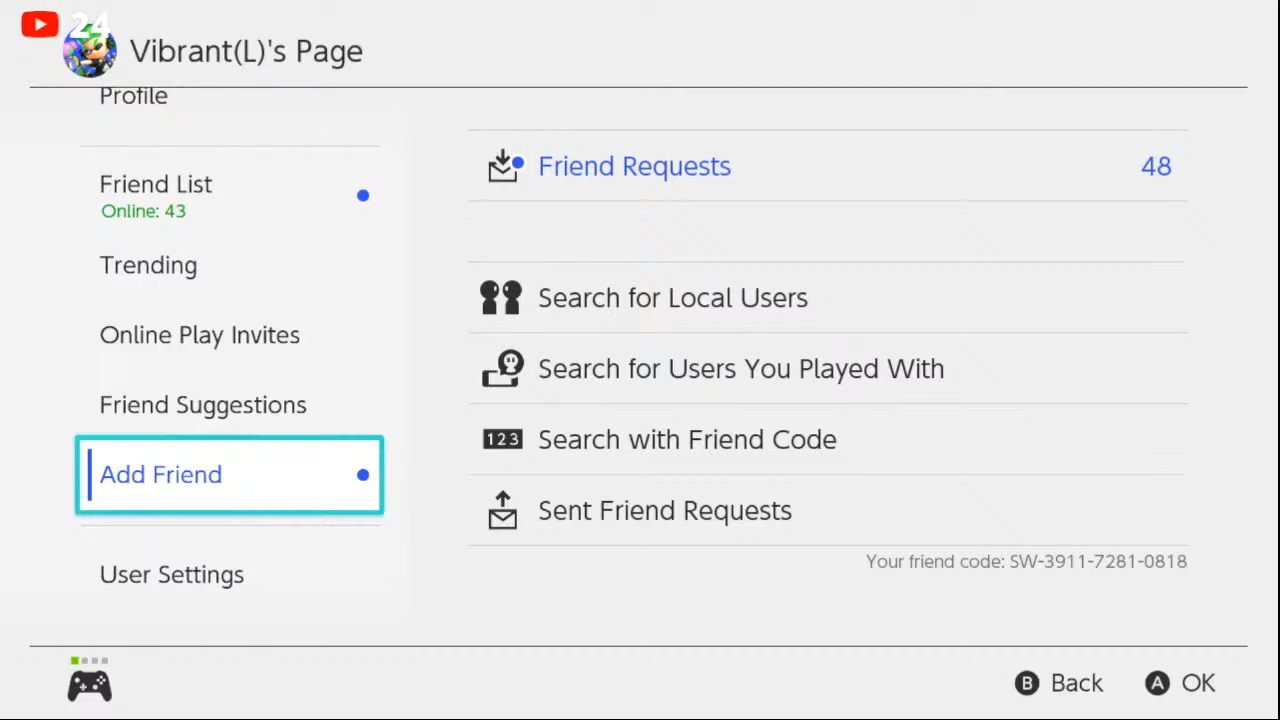 24
Vibrant(L)'s Page
Profile
Friend List
Online: 43
Trending
Online Play Invites
Friend Suggestions
Add Friend
User Settings
Friend Requests 48
Search for Local Users
Search for Users You Played With
123 Search with Friend Code
Sent Friend Requests
Your friend code: SW-3911-7281-0818
B Back A OK